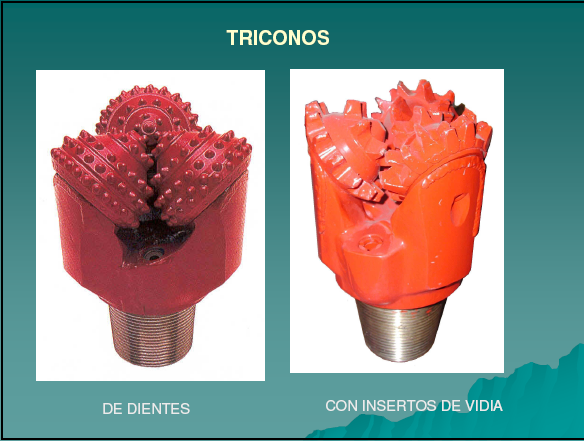 TRICONOS
DE DIENTES
CON INSERTOS DE VIDIA